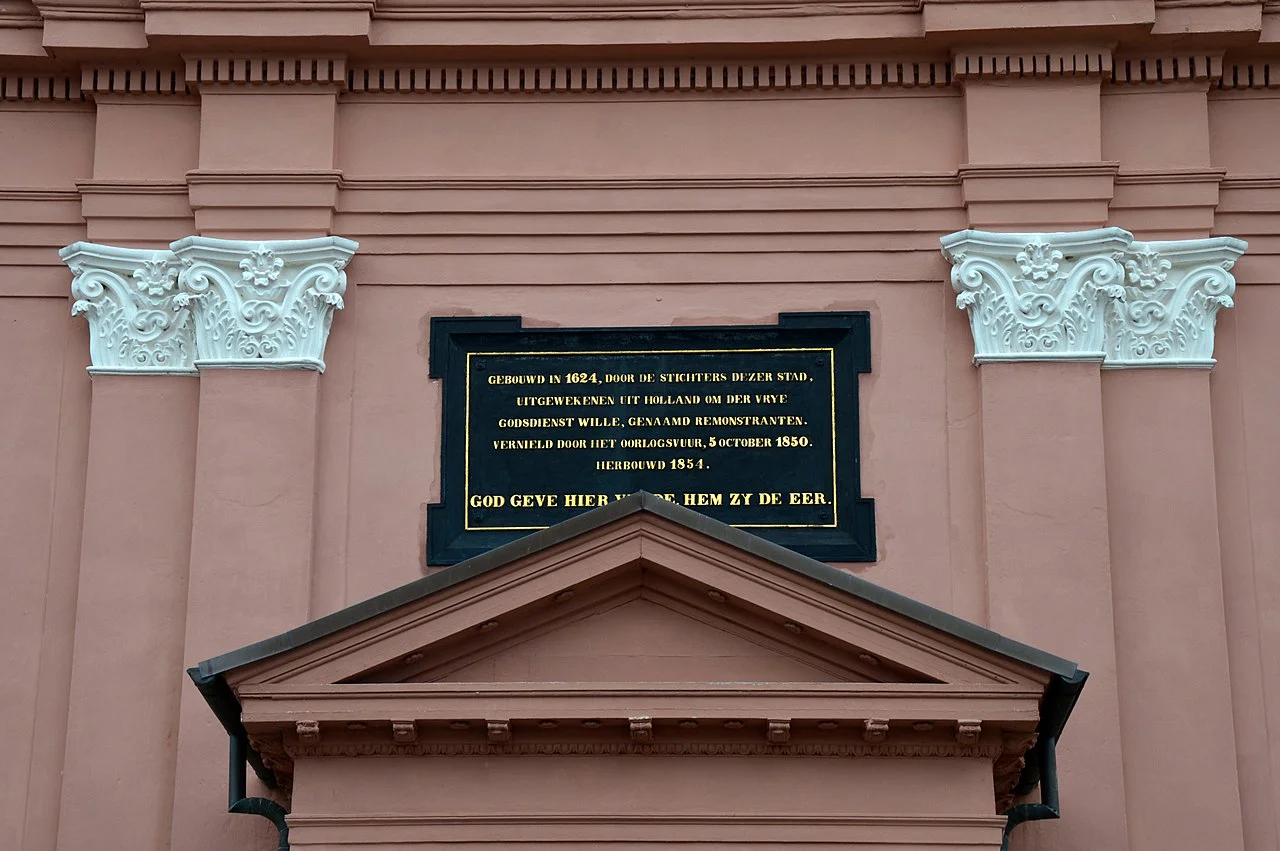 GEBOUWD IN 1624, DOOR DE STICHTERS DEZER STAD,
UITGEWEKENEN UIT HOLLAND OM DER VRYE
GODSDIENST WILLE, GENAAMD REMONSTRANTEN.
VERNIELD DOOR HET OORLOGSVUUR, 5 OCTOBER 1850.
HERBOUWD 1854.
GOD GEVE HIER HEM ZY DE EER.